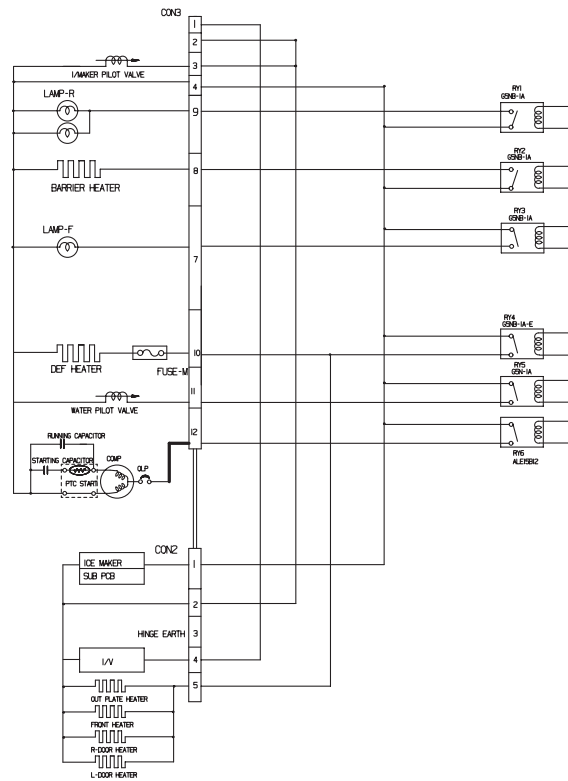 CON3
1
2
3
I/MAKER PILOT VALVE
4
LAMP-R
9
RY1
G5NB-1A
RY2
G5NB-1A
8
BARRIER HEATER
RY3
G5NB-1A
LAMP-F
7
RY4
G5NB-1A-E
10
DEF HEATER
FUSE-M
RY5
G5N-1A
11
WATER PILOT VALVE
12
RUNNING CAPACITOR
STARTING CAPACITOR
COMP
OLP
PTC START
RY6
ALE15B12
CON2
ICE MAKER
SUB PCB
1
2
HINGE EARTH
3
I/V
4
5
OUT PLATE HEATER
FRONT HEATER
R-DOOR HEATER
L-DOOR HEATER